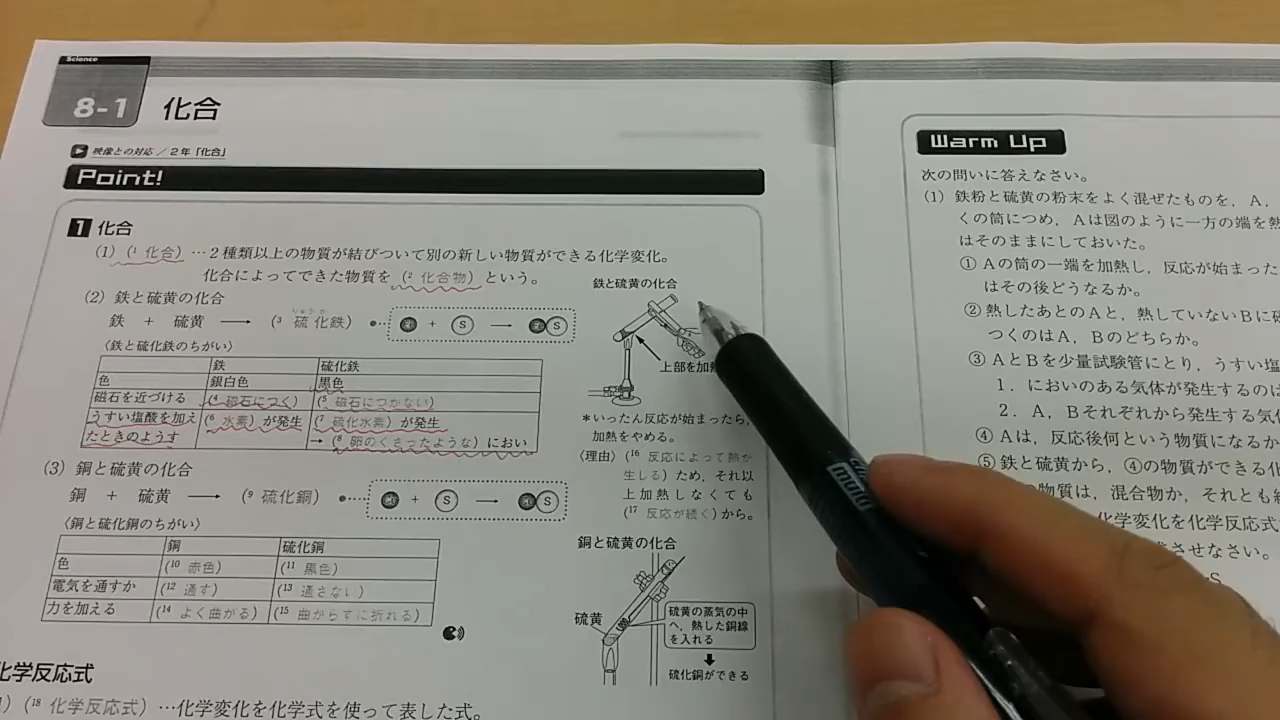 Science
8-1 化合
映像との対応／2年「化合」
Point!
1 化合
(1) (1 化合) …2種類以上の物質が結びついて別の新しい物質ができる化学変化。
化合によってできた物質を (2 化合物) という。
(2) 鉄と硫黄の化合
鉄 ＋ 硫黄 ─→ (3 硫化鉄)
＋ S ─→ S
〈鉄と硫化鉄のちがい〉
鉄 硫化鉄
色 銀白色 黒色
磁石を近づける (4 磁石につく) (5 磁石につかない)
うすい塩酸を加え (6 水素) が発生 (7 硫化水素) が発生
たときのようす → (8 卵のくさったような) におい
(3) 銅と硫黄の化合
銅 ＋ 硫黄 ─→ (9 硫化銅)
＋ S ─→ S
〈銅と硫化銅のちがい〉
銅 硫化銅
色 (10 赤色) (11 黒色)
電気を通すか (12 通す) (13 通さない)
力を加える (14 よく曲がる) (15 曲がらずに折れる)
鉄と硫黄の化合
上部を加熱
＊いったん反応が始まったら，
加熱をやめる。
〈理由〉(16 反応によって熱が
生じる) ため，それ以
上加熱しなくても
(17 反応が続く) から。
銅と硫黄の化合
硫黄
硫黄の蒸気の中
へ，熱した銅線
を入れる
硫化銅ができる
化学反応式
(18 化学反応式) …化学変化を化学式を使って表した式。
Warm Up
次の問いに答えなさい。
(1) 鉄粉と硫黄の粉末をよく混ぜたものを，A，
くの筒につめ，Aは図のように一方の端を熱
はそのままにしておいた。
① Aの筒の一端を加熱し，反応が始まった
はその後どうなるか。
② 熱したあとのAと，熱していないBに磁
つくのはA，Bのどちらか。
③ AとBを少量試験管にとり，うすい塩
1．においのある気体が発生するのは
2．A，Bそれぞれから発生する気
④ Aは，反応後何という物質になるか
⑤ 鉄と硫黄から，④の物質ができる化
物質は，混合物か，それとも
化学変化を化学反応式
させなさい。
S